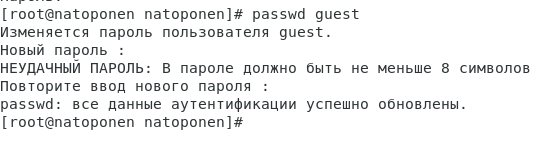 [root@natoponen natoponen]# passwd guest
Изменяется пароль пользователя guest.
Новый пароль :
НЕУДАЧНЫЙ ПАРОЛЬ: В пароле должно быть не меньше 8 символов
Повторите ввод нового пароля :
passwd: все данные аутентификации успешно обновлены.
[root@natoponen natoponen]#